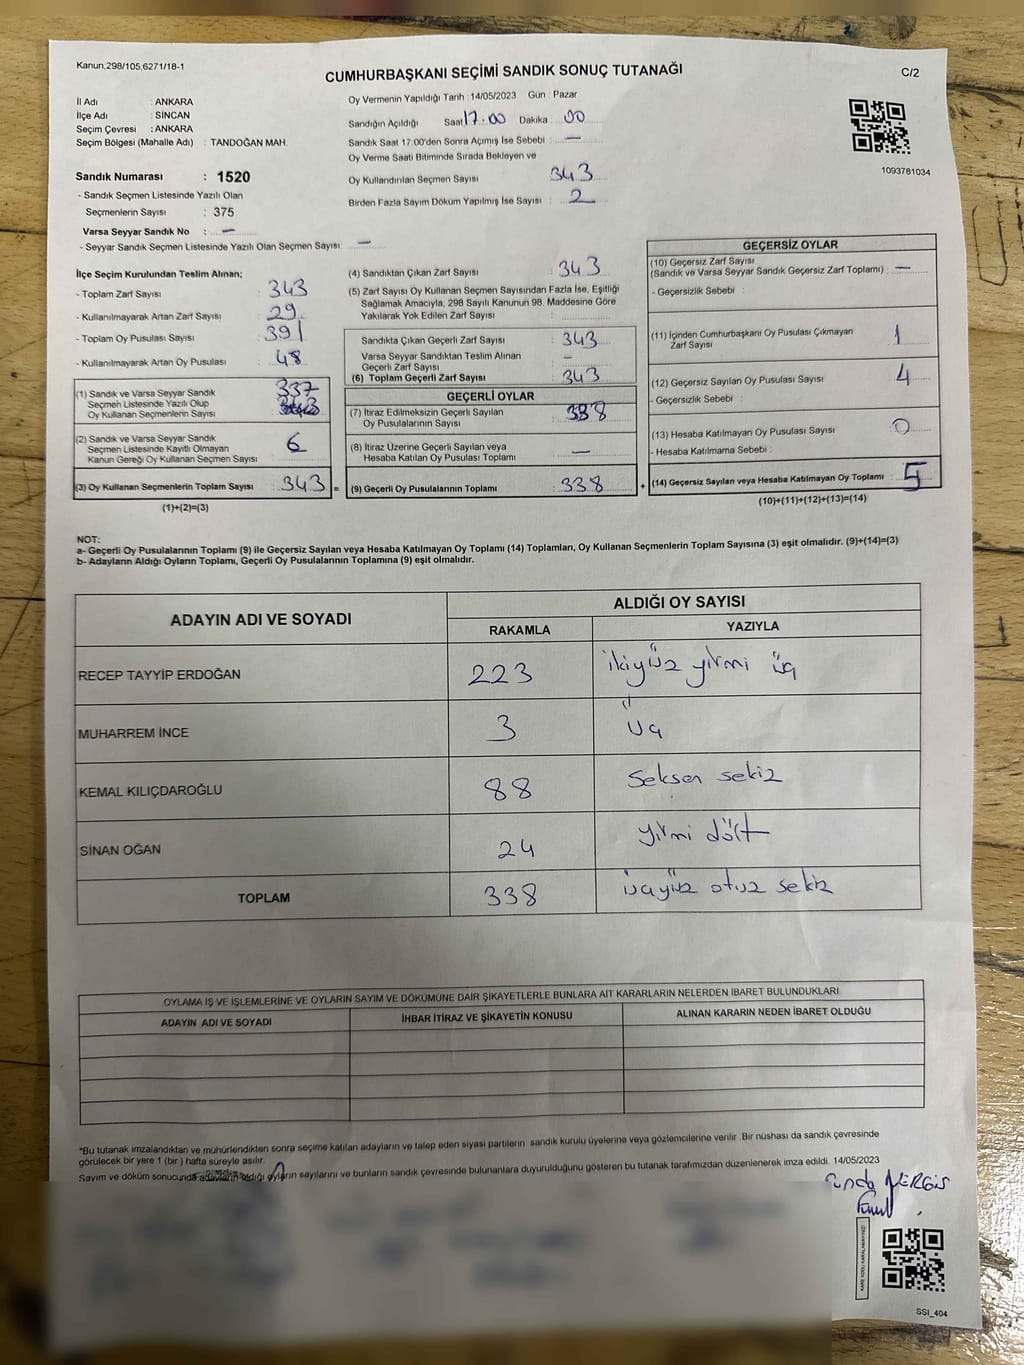 Kanun,298/105,6271/18-1
CUMHURBAŞKANI SEÇİMİ SANDIK SONUÇ TUTANAĞI
C/2
İl Adı : ANKARA
İlçe Adı : SİNCAN
Seçim Çevresi : ANKARA
Seçim Bölgesi (Mahalle Adı) : TANDOĞAN MAH.
Sandık Numarası : 1520
- Sandık Seçmen Listesinde Yazılı Olan
Seçmenlerin Sayısı : 375
Varsa Seyyar Sandık No : —
- Seyyar Sandık Seçmen Listesinde Yazılı Olan Seçmen Sayısı: —
Oy Vermenin Yapıldığı Tarih : 14/05/2023 Gün : Pazar
Sandığın Açıldığı Saat 17.00 Dakika : 00
Sandık Saat 17:00'den Sonra Açımış İse Sebebi : —
Oy Verme Saati Bitiminde Sırada Bekleyen ve
Oy Kullandırılan Seçmen Sayısı 343
Birden Fazla Sayım Döküm Yapılmış İse Sayısı : 2
1093781034
İlçe Seçim Kurulundan Teslim Alınan;
- Toplam Zarf Sayısı : 343
- Kullanılmayarak Artan Zarf Sayısı : 29
- Toplam Oy Pusulası Sayısı : 391
- Kullanılmayarak Artan Oy Pusulası : 48
(1) Sandık ve Varsa Seyyar Sandık 337
Seçmen Listesinde Yazılı Olup
Oy Kullanan Seçmenlerin Sayısı
(2) Sandık ve Varsa Seyyar Sandık
Seçmen Listesinde Kayıtlı Olmayan 6
Kanun Gereği Oy Kullanan Seçmen Sayısı :
(3) Oy Kullanan Seçmenlerin Toplam Sayısı : 343 =
(1)+(2)=(3)
(4) Sandıktan Çıkan Zarf Sayısı : 343
(5) Zarf Sayısı Oy Kullanan Seçmen Sayısından Fazla İse, Eşitliği
Sağlamak Amacıyla, 298 Sayılı Kanunun 98. Maddesine Göre
Yakılarak Yok Edilen Zarf Sayısı :
Sandıkta Çıkan Geçerli Zarf Sayısı : 343
Varsa Seyyar Sandıktan Teslim Alınan
Geçerli Zarf Sayısı : —
(6) Toplam Geçerli Zarf Sayısı : 343
GEÇERLİ OYLAR
(7) İtiraz Edilmeksizin Geçerli Sayılan
Oy Pusulalarının Sayısı : 338
(8) İtiraz Üzerine Geçerli Sayılan veya
Hesaba Katılan Oy Pusulası Toplamı : —
(9) Geçerli Oy Pusulalarının Toplamı : 338 +
GEÇERSİZ OYLAR
(10) Geçersiz Zarf Sayısı
(Sandık ve Varsa Seyyar Sandık Geçersiz Zarf Toplamı) : —
- Geçersizlik Sebebi :
(11) İçinden Cumhurbaşkanı Oy Pusulası Çıkmayan
Zarf Sayısı : 1
(12) Geçersiz Sayılan Oy Pusulası Sayısı : 4
- Geçersizlik Sebebi :
(13) Hesaba Katılmayan Oy Pusulası Sayısı : 0
- Hesaba Katılmama Sebebi :
(14) Geçersiz Sayılan veya Hesaba Katılmayan Oy Toplamı : 5
(10)+(11)+(12)+(13)=(14)
NOT:
a- Geçerli Oy Pusulalarının Toplamı (9) ile Geçersiz Sayılan veya Hesaba Katılmayan Oy Toplamı (14) Toplamları, Oy Kullanan Seçmenlerin Toplam Sayısına (3) eşit olmalıdır. (9)+(14)=(3)
b- Adayların Aldığı Oyların Toplamı, Geçerli Oy Pusulalarının Toplamına (9) eşit olmalıdır.
ADAYIN ADI VE SOYADI
ALDIĞI OY SAYISI
RAKAMLA YAZIYLA
RECEP TAYYİP ERDOĞAN 223 ikiyüz yirmi üç
MUHARREM İNCE 3 üç
KEMAL KILIÇDAROĞLU 88 Seksen sekiz
SİNAN OĞAN 24 yirmi dört
TOPLAM 338 üçyüz otuz sekiz
OYLAMA İŞ VE İŞLEMLERİNE VE OYLARIN SAYIM VE DÖKÜMÜNE DAİR ŞİKAYETLERLE BUNLARA AİT KARARLARIN NELERDEN İBARET BULUNDUKLARI
ADAYIN ADI VE SOYADI İHBAR İTİRAZ VE ŞİKAYETİN KONUSU ALINAN KARARIN NEDEN İBARET OLDUĞU
*Bu tutanak imzalandıktan ve mühürlendikten sonra seçime katılan adayların ve talep eden siyasi partilerin sandık kurulu üyelerine veya gözlemcilerine verilir. Bir nüshası da sandık çevresinde
görülecek bir yere 1 (bir) hafta süreyle asılır.
Sayım ve döküm sonucunda adayların aldığı oyların sayılarını ve bunların sandık çevresinde bulunanlara duyurulduğunu gösteren bu tutanak tarafımızdan düzenlenerek imza edildi. 14/05/2023
SSI_404